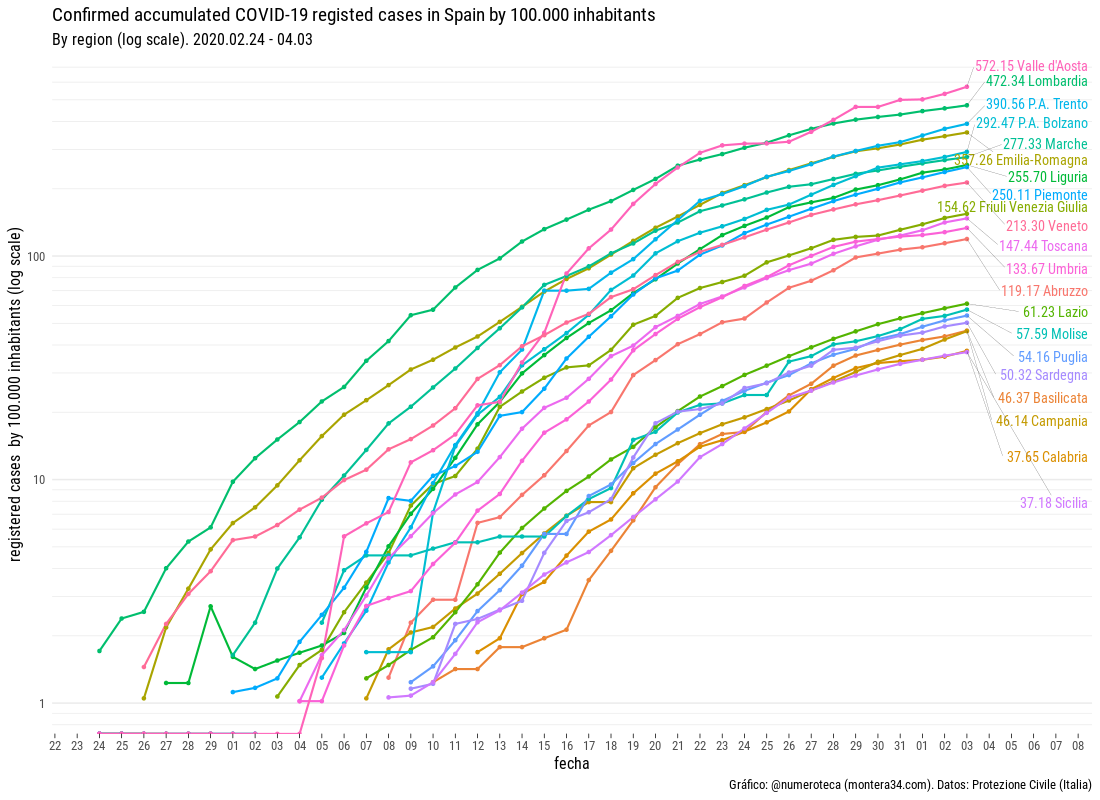 Confirmed accumulated COVID-19 registed cases in Spain by 100.000 inhabitants
By region (log scale). 2020.02.24 - 04.03
registered cases by 100.000 inhabitants (log scale)
100
10
1
572.15 Valle d'Aosta
472.34 Lombardia
390.56 P.A. Trento
292.47 P.A. Bolzano
277.33 Marche
357.26 Emilia-Romagna
255.70 Liguria
250.11 Piemonte
154.62 Friuli Venezia Giulia
213.30 Veneto
147.44 Toscana
133.67 Umbria
119.17 Abruzzo
61.23 Lazio
57.59 Molise
54.16 Puglia
50.32 Sardegna
46.37 Basilicata
46.14 Campania
37.65 Calabria
37.18 Sicilia
22 23 24 25 26 27 28 29 01 02 03 04 05 06 07 08 09 10 11 12 13 14 15 16 17 18 19 20 21 22 23 24 25 26 27 28 29 30 31 01 02 03 04 05 06 07 08
fecha
Gráfico: @numeroteca (montera34.com). Datos: Protezione Civile (Italia)